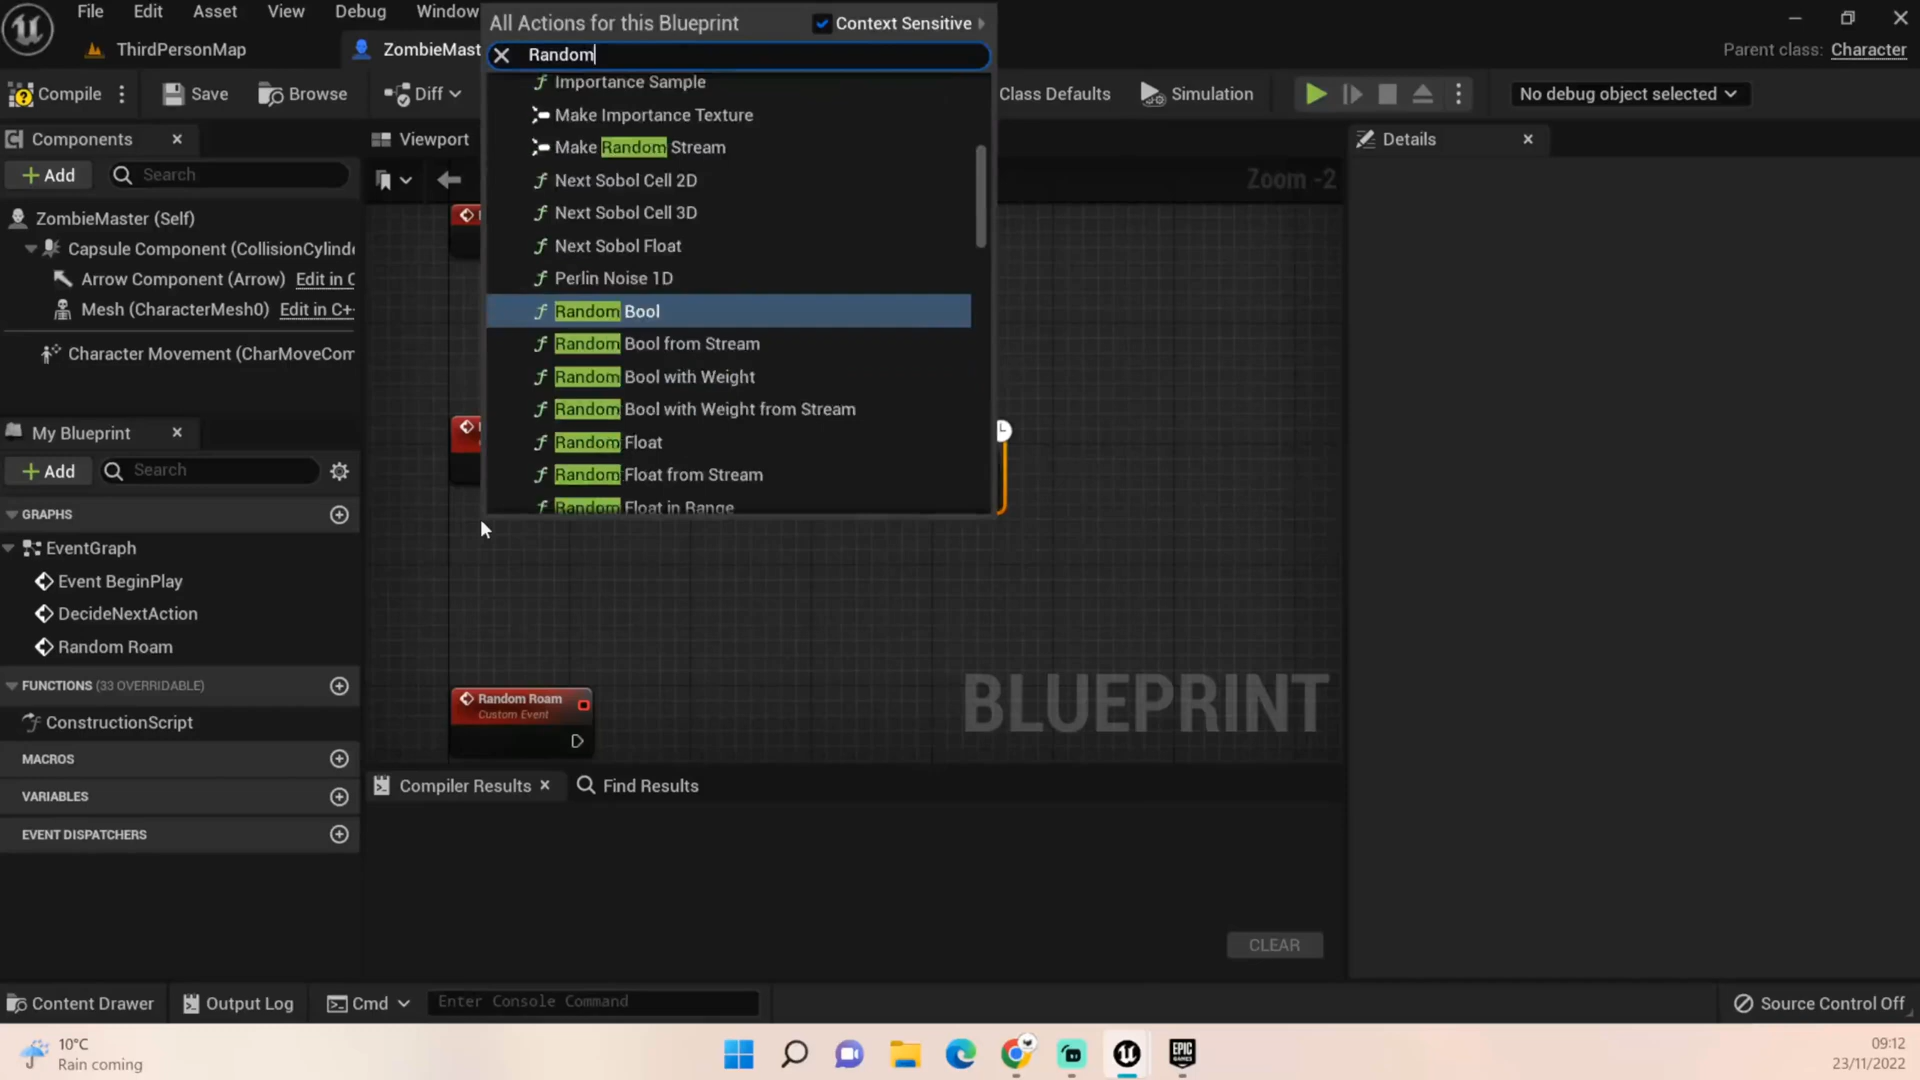 File Edit Asset View Debug Window
ThirdPersonMap
ZombieMast
Parent class: Character
Compile
Save
Browse
Diff
Class Defaults
Simulation
No debug object selected
All Actions for this Blueprint
Context Sensitive
Random
Importance Sample
Make Importance Texture
Make Random Stream
Next Sobol Cell 2D
Next Sobol Cell 3D
Next Sobol Float
Perlin Noise 1D
Random Bool
Random Bool from Stream
Random Bool with Weight
Random Bool with Weight from Stream
Random Float
Random Float from Stream
Random Float in Range
Components
Add
Search
ZombieMaster (Self)
Capsule Component (CollisionCylinde
Arrow Component (Arrow) Edit in C
Mesh (CharacterMesh0) Edit in C+
Character Movement (CharMoveCom
My Blueprint
Add
Search
GRAPHS
EventGraph
Event BeginPlay
DecideNextAction
Random Roam
FUNCTIONS (33 OVERRIDABLE)
ConstructionScript
MACROS
VARIABLES
EVENT DISPATCHERS
Viewport
Zoom -2
Random Roam
Custom Event
BLUEPRINT
Details
Compiler Results
Find Results
CLEAR
Content Drawer
Output Log
Cmd
Enter Console Command
Source Control Off
10°C
Rain coming
EPIC
GAMES
09:12
23/11/2022